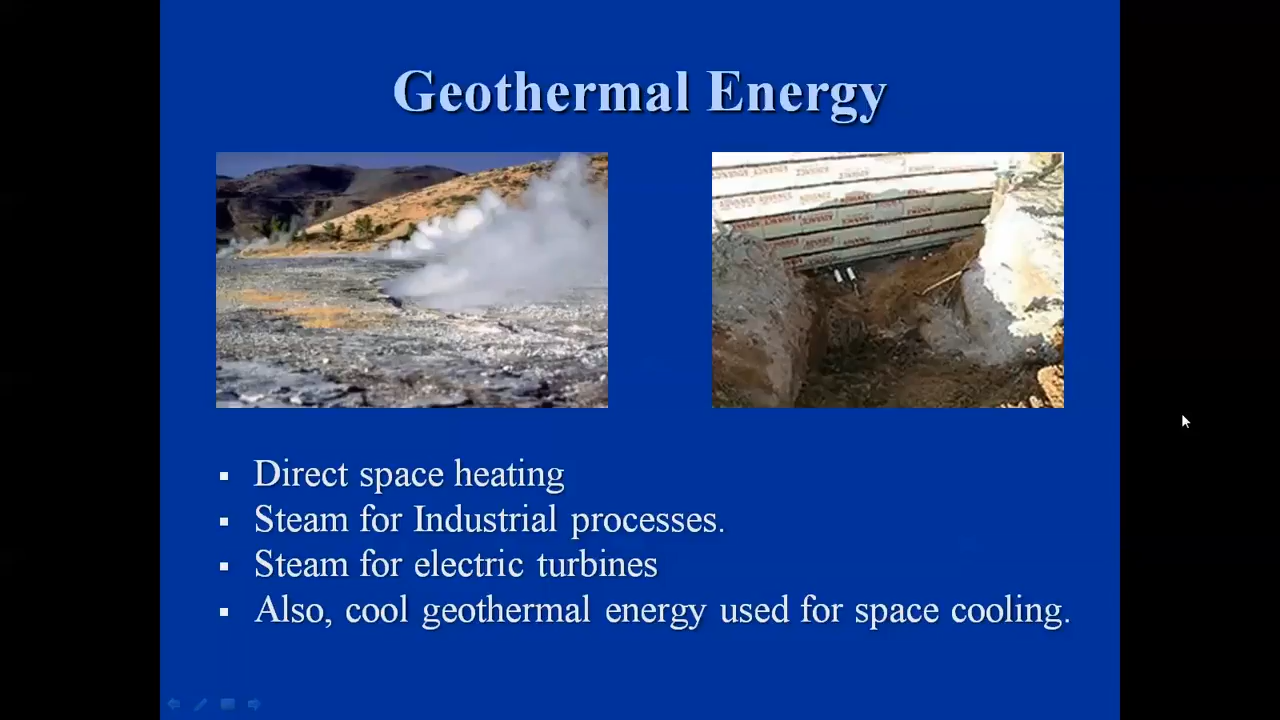 Geothermal Energy
ADVANCE
Direct space heating
Steam for Industrial processes.
Steam for electric turbines
Also, cool geothermal energy used for space cooling.